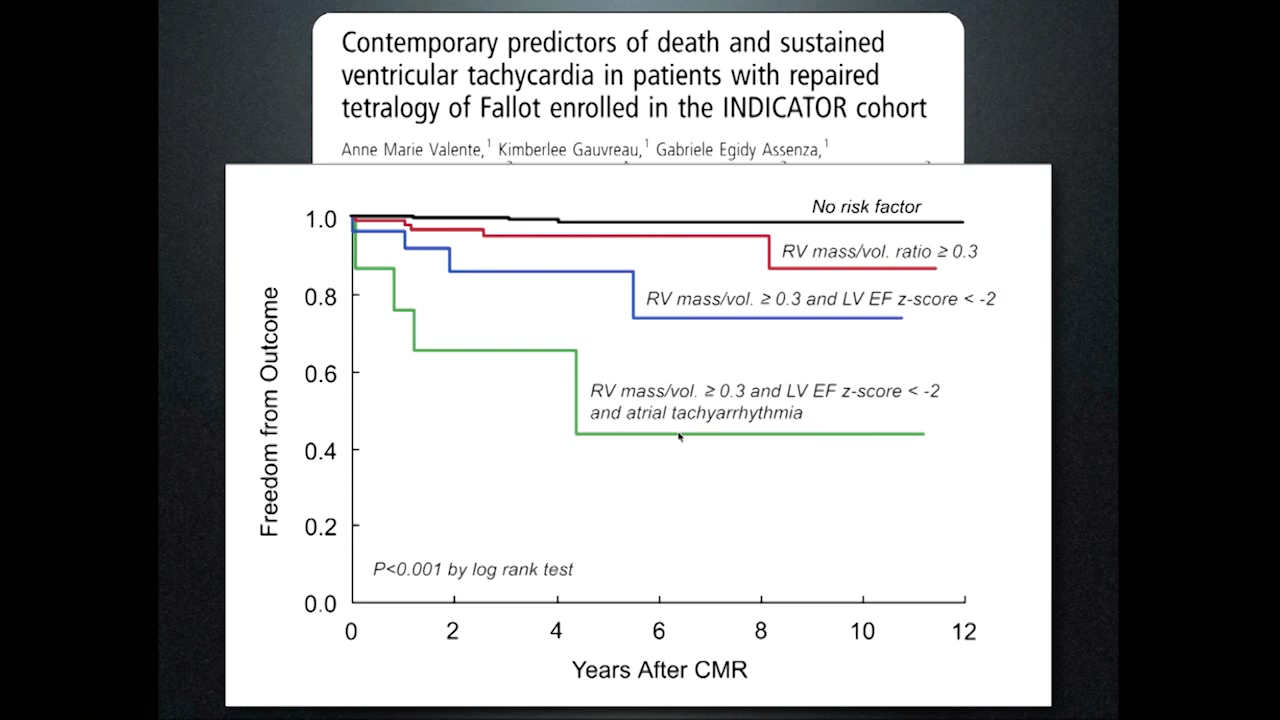 Contemporary predictors of death and sustained
ventricular tachycardia in patients with repaired
tetralogy of Fallot enrolled in the INDICATOR cohort
Anne Marie Valente,¹ Kimberlee Gauvreau,¹ Gabriele Egidy Assenza,¹
No risk factor
RV mass/vol. ratio ≥ 0.3
RV mass/vol. ≥ 0.3 and LV EF z-score < -2
RV mass/vol. ≥ 0.3 and LV EF z-score < -2
and atrial tachyarrhythmia
P<0.001 by log rank test
Freedom from Outcome
1.0
0.8
0.6
0.4
0.2
0.0
0 2 4 6 8 10 12
Years After CMR